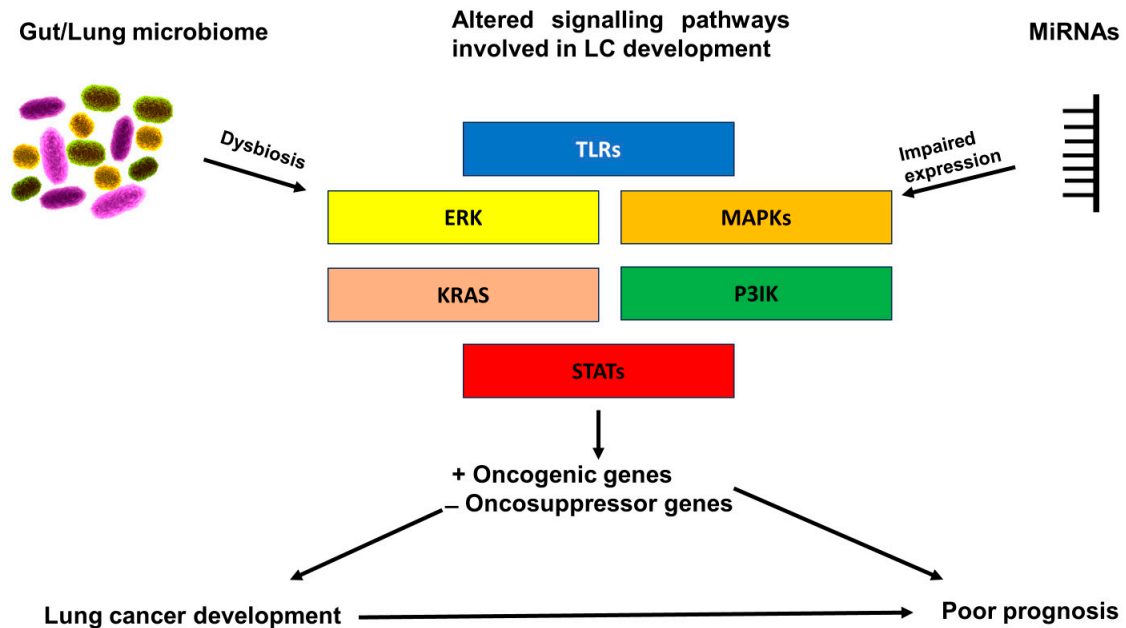 Gut/Lung microbiome
Altered signalling pathways
involved in LC development
MiRNAs
Dysbiosis
Impaired
expression
TLRs
ERK
MAPKs
KRAS
P3IK
STATs
+ Oncogenic genes
– Oncosuppressor genes
Lung cancer development
Poor prognosis